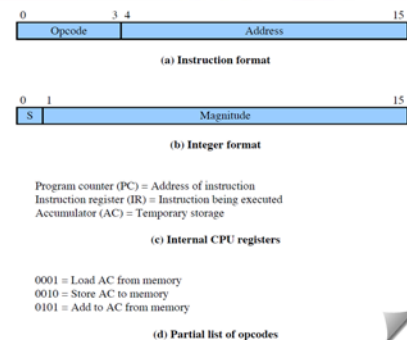 0 3 4 15
Opcode Address
(a) Instruction format
0 1 15
S Magnitude
(b) Integer format
Program counter (PC) = Address of instruction
Instruction register (IR) = Instruction being executed
Accumulator (AC) = Temporary storage
(c) Internal CPU registers
0001 = Load AC from memory
0010 = Store AC to memory
0101 = Add to AC from memory
(d) Partial list of opcodes